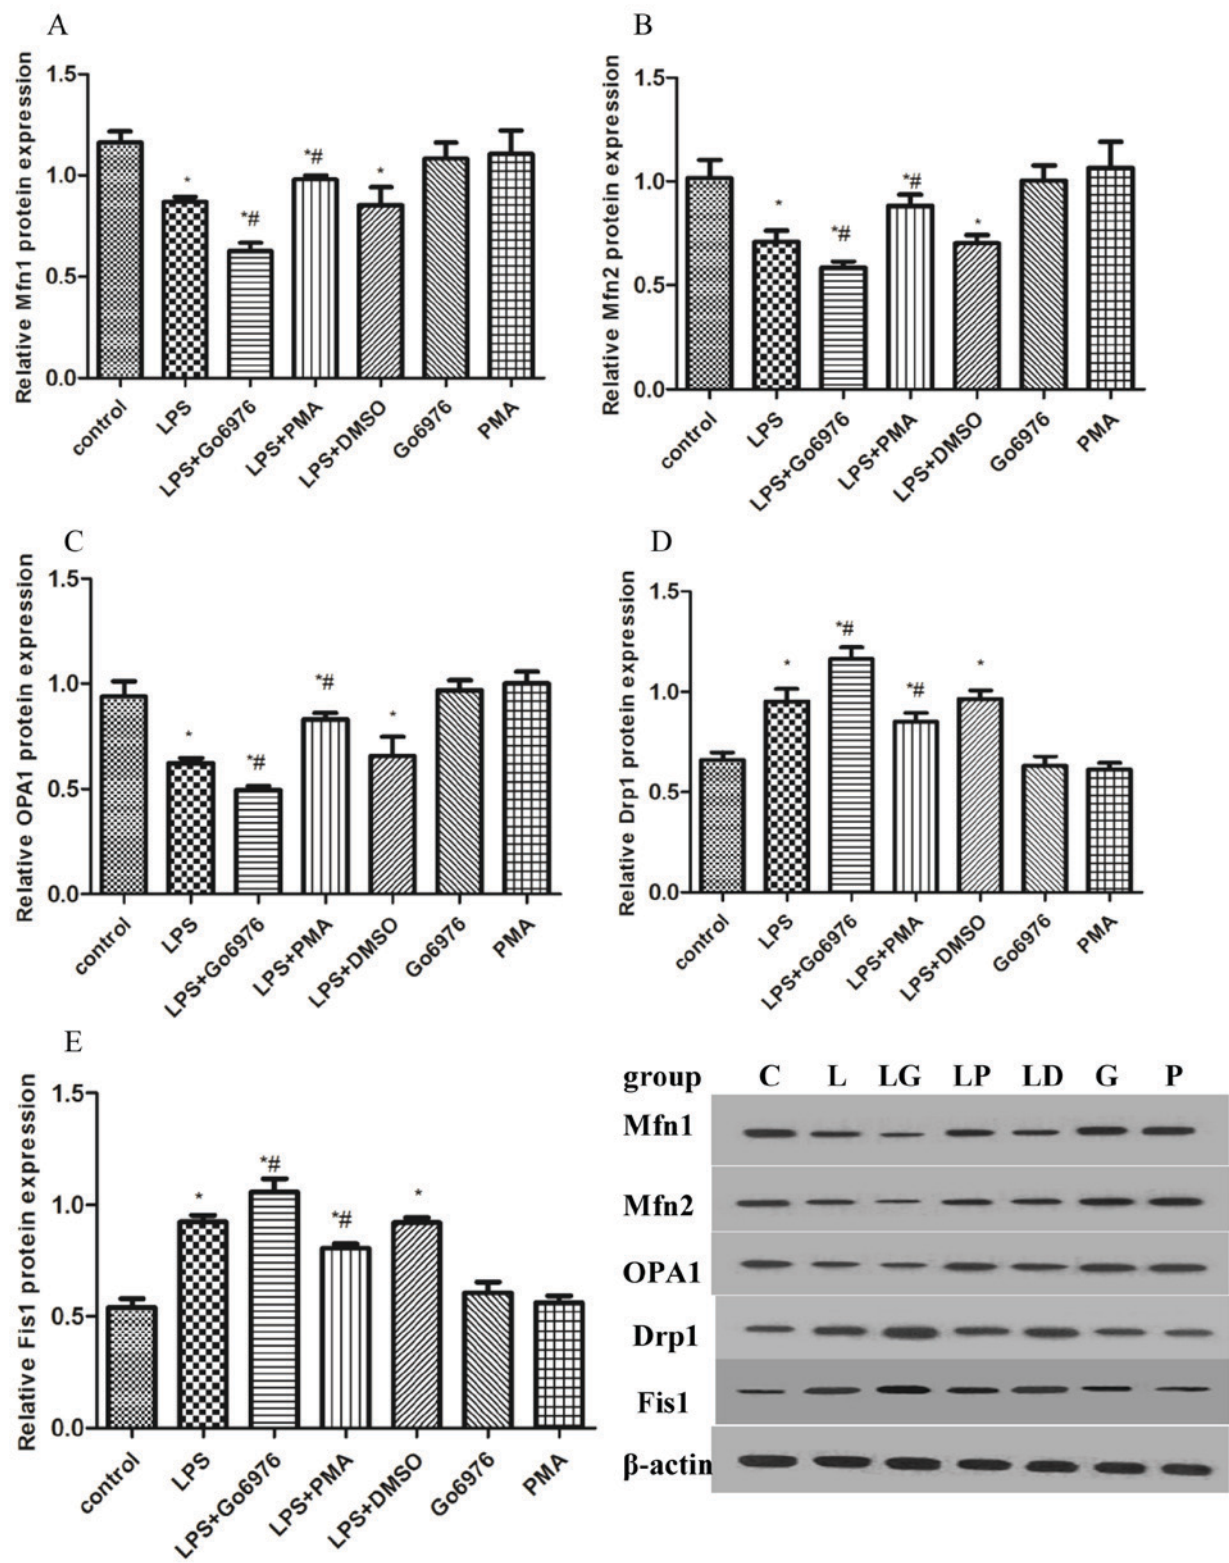 A
Relative Mfn1 protein expression
1.5
1.0
0.5
0.0
*
*#
*#
*
control
LPS
LPS+Go6976
LPS+PMA
LPS+DMSO
Go6976
PMA
B
Relative Mfn2 protein expression
1.5
1.0
0.5
0.0
*
*#
*#
*
control
LPS
LPS+Go6976
LPS+PMA
LPS+DMSO
Go6976
PMA
C
Relative OPA1 protein expression
1.5
1.0
0.5
0.0
*
*#
*#
*
control
LPS
LPS+Go6976
LPS+PMA
LPS+DMSO
Go6976
PMA
D
Relative Drp1 protein expression
1.5
1.0
0.5
0.0
*
*#
*#
*
control
LPS
LPS+Go6976
LPS+PMA
LPS+DMSO
Go6976
PMA
E
Relative Fis1 protein expression
1.5
1.0
0.5
0.0
*
*#
*#
*
control
LPS
LPS+Go6976
LPS+PMA
LPS+DMSO
Go6976
PMA
group C L LG LP LD G P
Mfn1
Mfn2
OPA1
Drp1
Fis1
β-actin